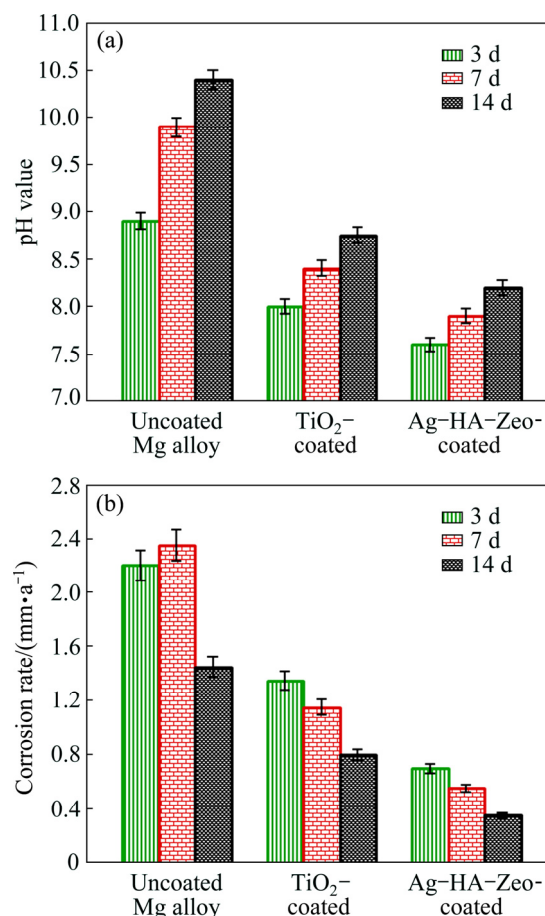 (a)
3 d
7 d
14 d
pH value
10.5
10.0
9.5
9.0
8.5
8.0
7.5
7.0
Uncoated
Mg alloy
TiO₂–
coated
Ag–HA–Zeo-
coated
(b)
3 d
7 d
14 d
Corrosion rate/(mm•a⁻¹)
2.8
2.4
2.0
1.6
1.2
0.8
0.4
0
Uncoated
Mg alloy
TiO₂–
coated
Ag–HA–Zeo-
coated